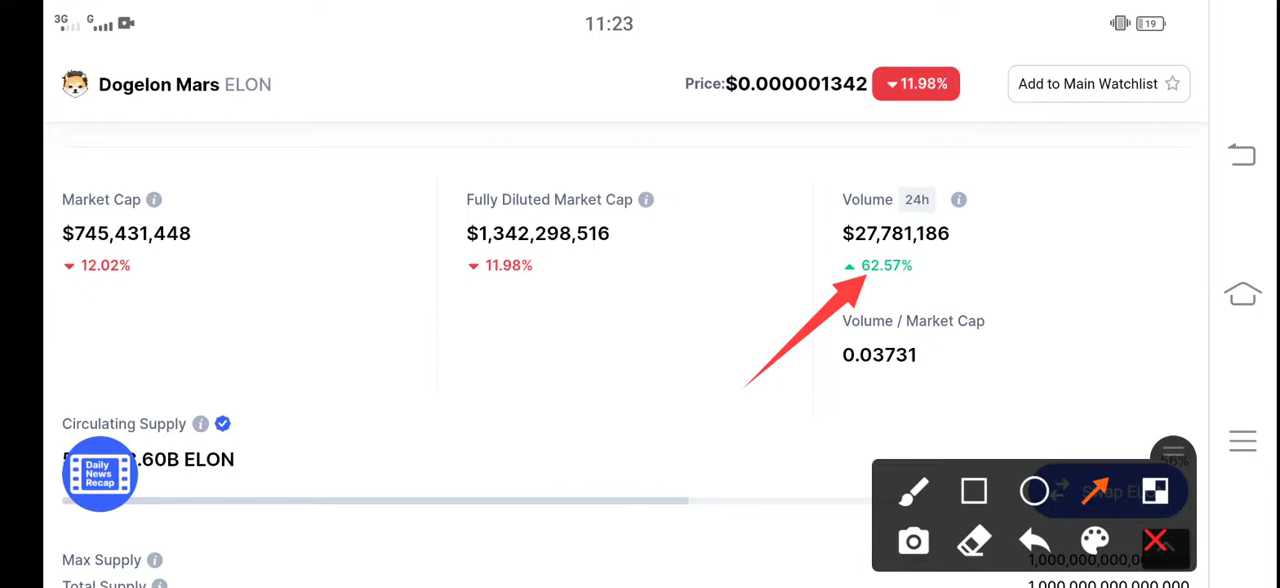 3G G 11:23 19
Dogelon Mars ELON Price:$0.000001342 11.98% Add to Main Watchlist
Market Cap Fully Diluted Market Cap Volume 24h
$745,431,448 $1,342,298,516 $27,781,186
12.02% 11.98% 62.57%
Volume / Market Cap
0.03731
Circulating Supply
.60B ELON
Daily
News
Recap
Swap
Max Supply
Total Supply
1,000,000,000,000,000